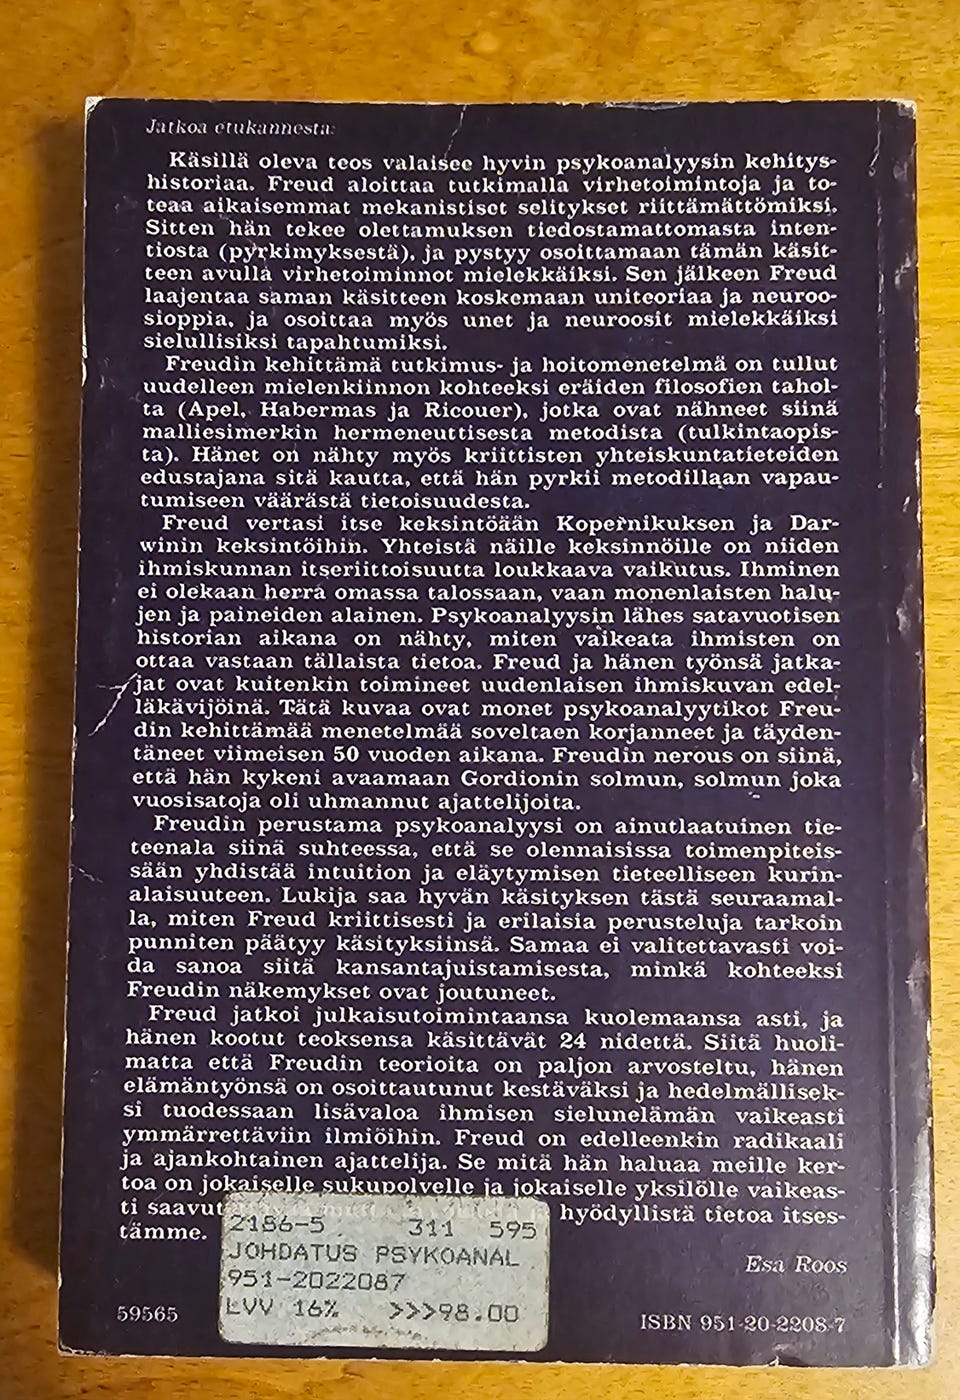 Jatkoa etukannesta:
Käsillä oleva teos valaisee hyvin psykoanalyysin kehitys-
historiaa. Freud aloittaa tutkimalla virhetoimintoja ja to-
teaa aikaisemmat mekanistiset selitykset riittämättömiksi.
Sitten hän tekee olettamuksen tiedostamattomasta inten-
tiosta (pyrkimyksestä), ja pystyy osoittamaan tämän käsit-
teen avulla virhetoiminnot mielekkäiksi. Sen jälkeen Freud
laajentaa saman käsitteen koskemaan uniteoriaa ja neuroo-
sioppia, ja osoittaa myös unet ja neuroosit mielekkäiksi
sielullisiksi tapahtumiksi.
Freudin kehittämä tutkimus- ja hoitomenetelmä on tullut
uudelleen mielenkiinnon kohteeksi eräiden filosofien tahol-
ta (Apel, Habermas ja Ricouer), jotka ovat nähneet siinä
malliesimerkin hermeneuttisesta metodista (tulkintaopis-
ta). Hänet on nähty myös kriittisten yhteiskuntatieteiden
edustajana sitä kautta, että hän pyrkii metodillaan vapau-
tumiseen väärästä tietoisuudesta.
Freud vertasi itse keksintöään Kopernikuksen ja Dar-
winin keksintöihin. Yhteistä näille keksinnöille on niiden
ihmiskunnan itseriittoisuutta loukkaava vaikutus. Ihminen
ei olekaan herra omassa talossaan, vaan monenlaisten halu-
jen ja paineiden alainen. Psykoanalyysin lähes satavuotisen
historian aikana on nähty, miten vaikeata ihmisten on
ottaa vastaan tällaista tietoa. Freud ja hänen työnsä jatka-
jat ovat kuitenkin toimineet uudenlaisen ihmiskuvan edel-
läkävijöinä. Tätä kuvaa ovat monet psykoanalyytikot Freu-
din kehittämää menetelmää soveltaen korjanneet ja täyden-
täneet viimeisen 50 vuoden aikana. Freudin nerous on siinä,
että hän kykeni avaamaan Gordionin solmun, solmun joka
vuosisatoja oli uhmannut ajattelijoita.
Freudin perustama psykoanalyysi on ainutlaatuinen tie-
teenala siinä suhteessa, että se olennaisissa toimenpiteis-
sään yhdistää intuition ja eläytymisen tieteelliseen kurin-
alaisuuteen. Lukija saa hyvän käsityksen tästä seuraamal-
la, miten Freud kriittisesti ja erilaisia perusteluja tarkoin
punniten päätyy käsityksiinsä. Samaa ei valitettavasti voi-
da sanoa siitä kansantajuistamisesta, minkä kohteeksi
Freudin näkemykset ovat joutuneet.
Freud jatkoi julkaisutoimintaansa kuolemaansa asti, ja
hänen kootut teoksensa käsittävät 24 nidettä. Siitä huoli-
matta että Freudin teorioita on paljon arvosteltu, hänen
elämäntyönsä on osoittautunut kestäväksi ja hedelmälliseksi
si tuodessaan lisävaloa ihmisen sielunelämän vaikeasti
ymmärrettäviin ilmiöihin. Freud on edelleenkin radikaali
ja ajankohtainen ajattelija. Se mitä hän haluaa meille ker-
toa on jokaiselle sukupolvelle ja jokaiselle yksilölle vaikeas-
ti hyödyllistä tietoa itses-
tämme.
2186-5 311 595
JOHDATUS PSYKOANAL
951-2022087
LVV 16% >>>98.00
Esa Roos
59565
ISBN 951-20-2208-7